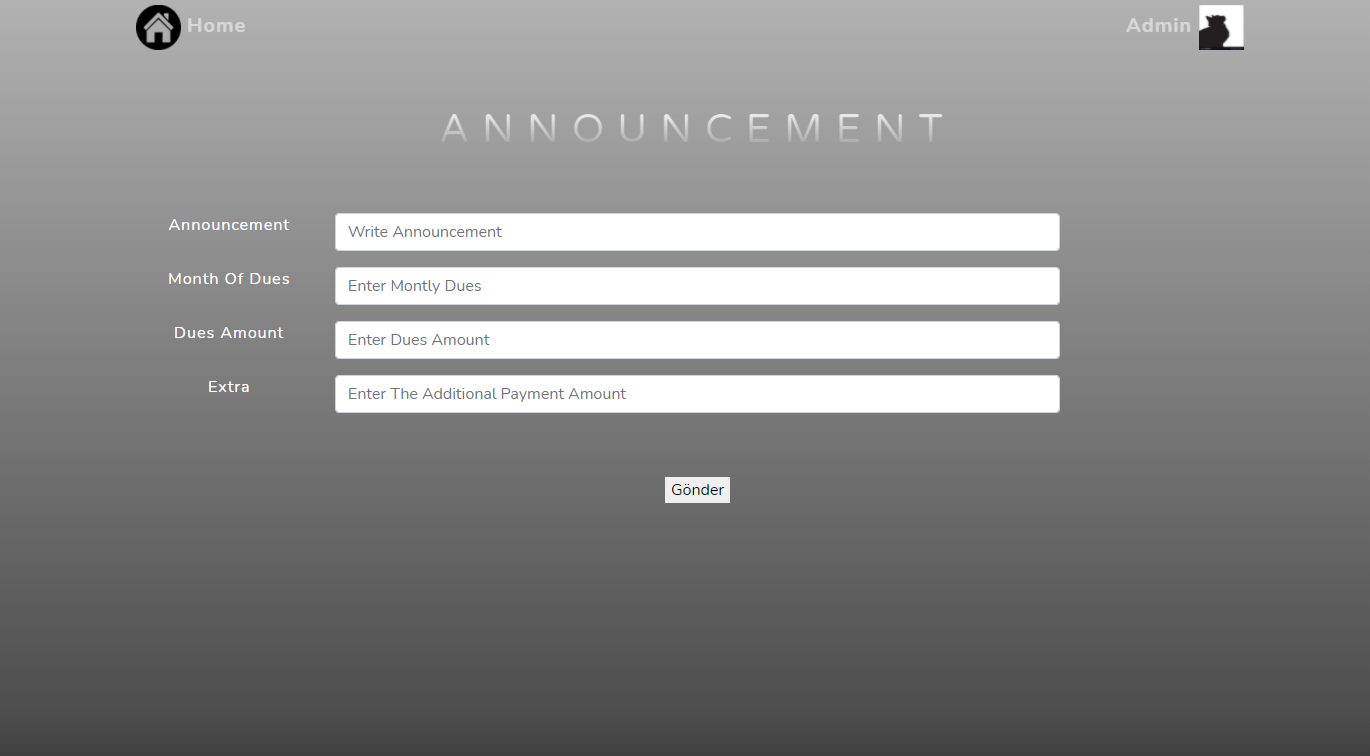 Home
Admin
ANNOUNCEMENT
Announcement
Write Announcement
Month Of Dues
Enter Montly Dues
Dues Amount
Enter Dues Amount
Extra
Enter The Additional Payment Amount
Gönder